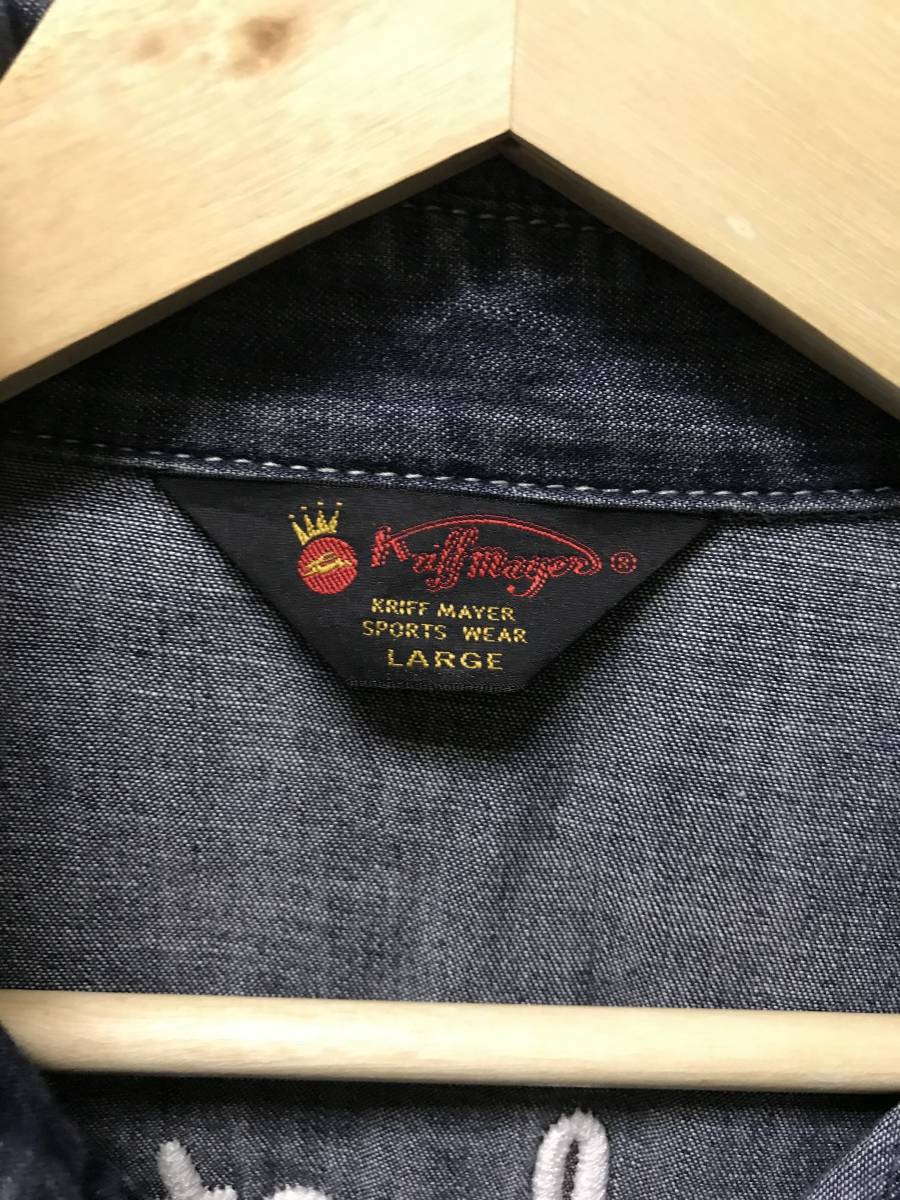 Kriff Mayer ®
KRIFF MAYER
SPORTS WEAR
LARGE